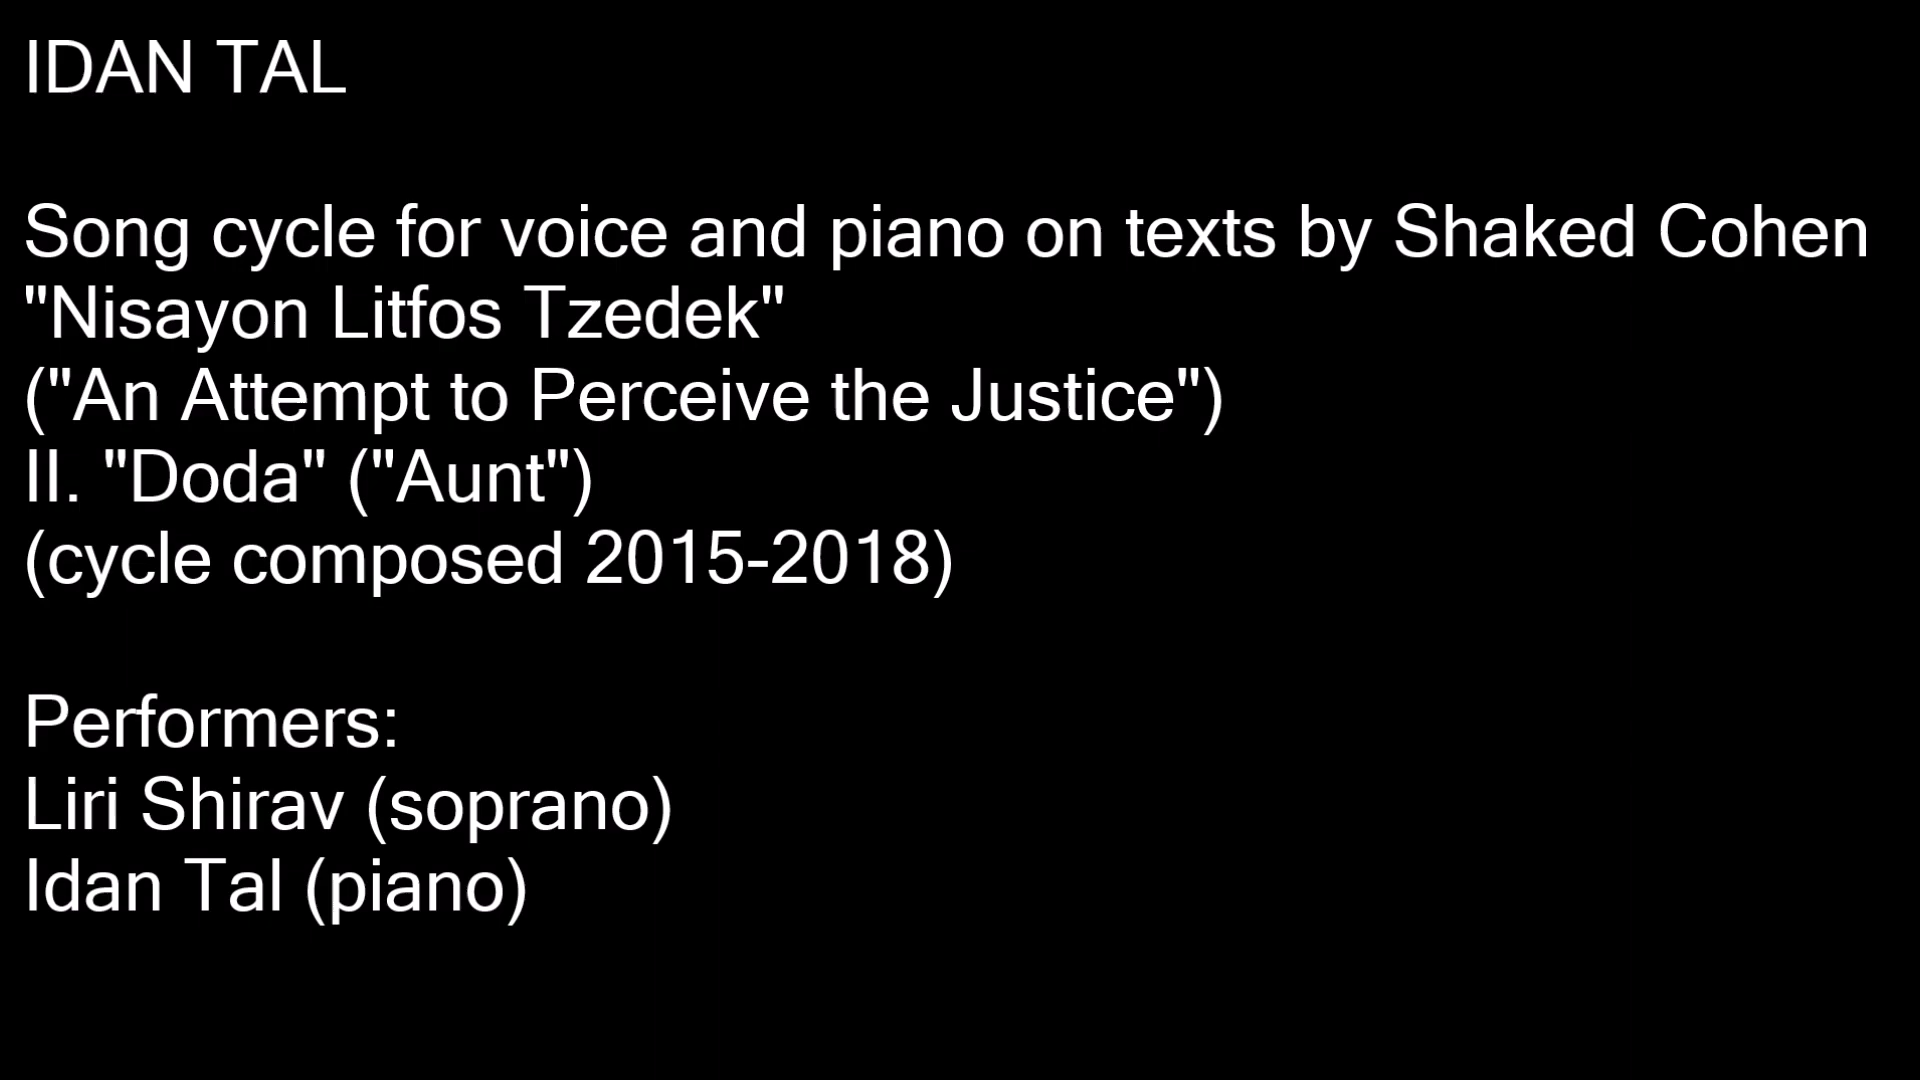 IDAN TAL
Song cycle for voice and piano on texts by Shaked Cohen
"Nisayon Litfos Tzedek"
("An Attempt to Perceive the Justice")
II. "Doda" ("Aunt")
(cycle composed 2015-2018)
Performers:
Liri Shirav (soprano)
Idan Tal (piano)